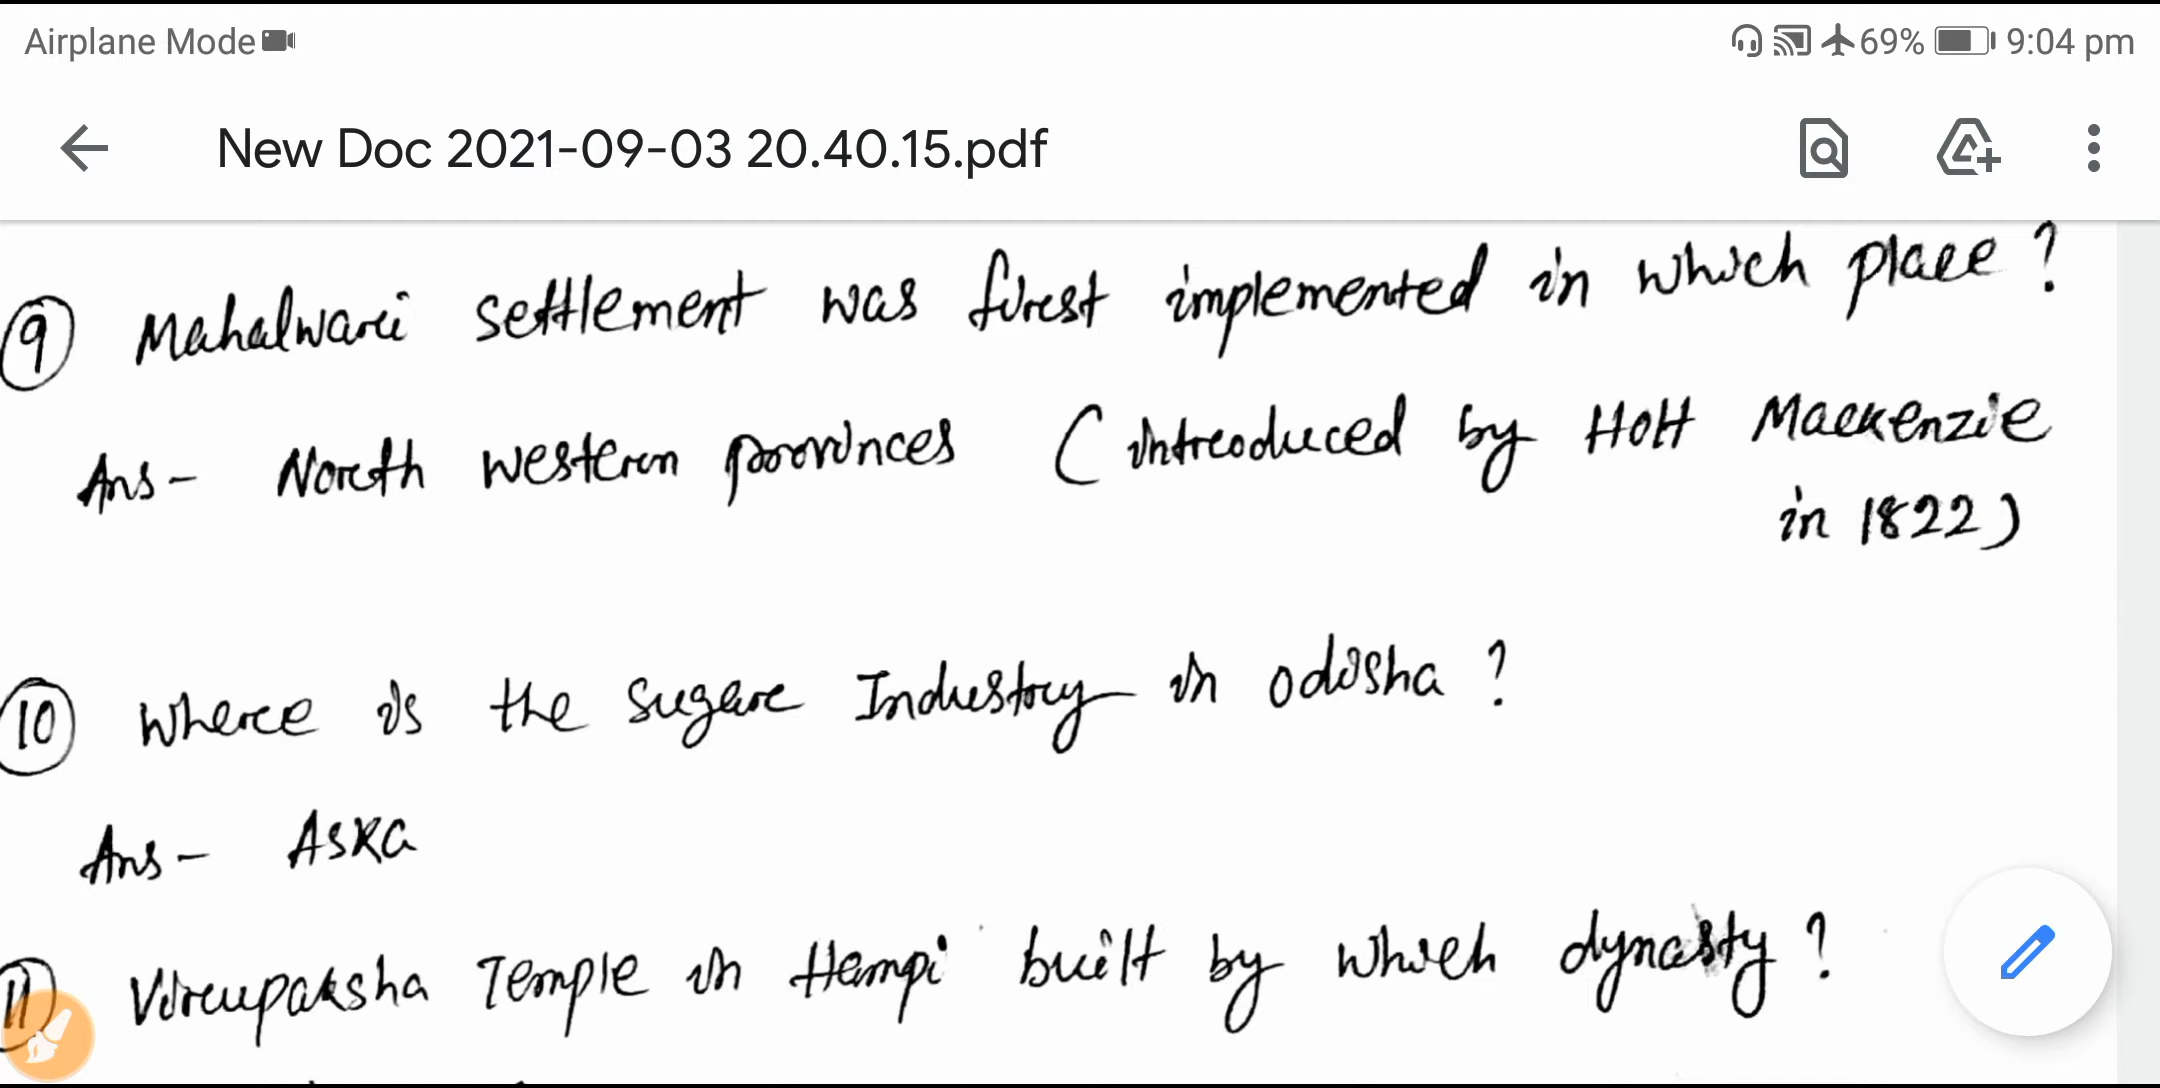 Airplane Mode
69% 9:04 pm
New Doc 2021-09-03 20.40.15.pdf
9 Mahalwari settlement was first implemented in which place?
Ans - North western provinces (introduced by Holt Mackenzie
in 1822)
10 Where is the sugar Industry in odisha?
Ans - ASKA
11 Virupaksha Temple in Hampi built by which dynasty?